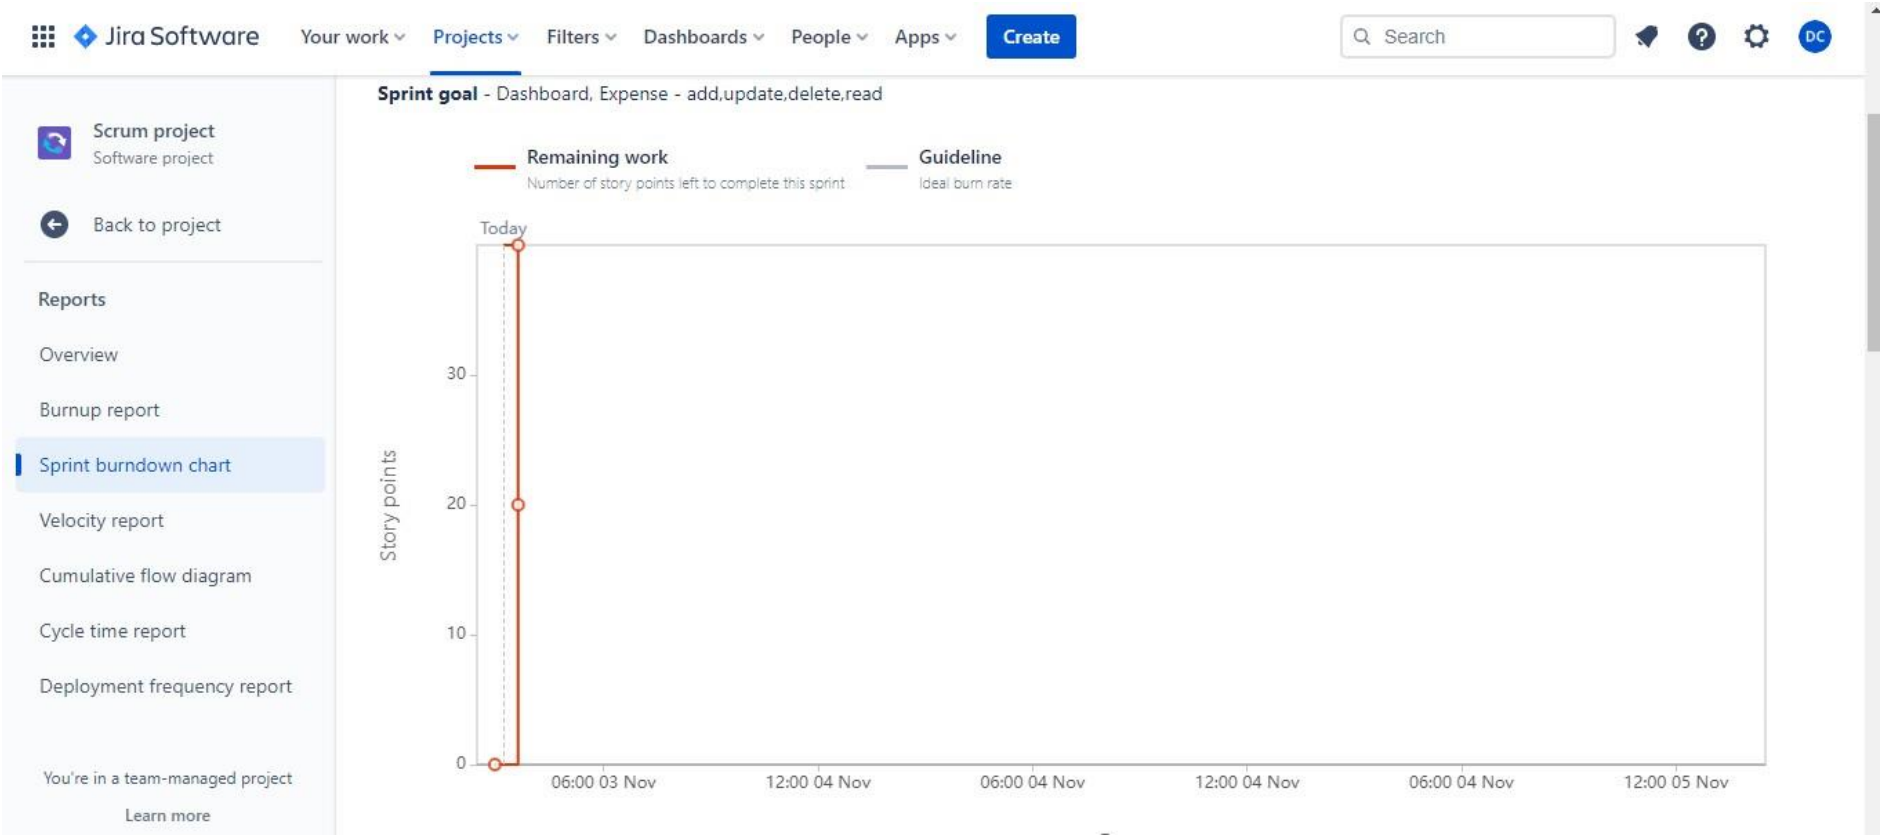 Jira Software Your work Projects Filters Dashboards People Apps Create Search DC
Sprint goal - Dashboard, Expense - add,update,delete,read
Scrum project
Software project
Back to project
Reports
Overview
Burnup report
Sprint burndown chart
Velocity report
Cumulative flow diagram
Cycle time report
Deployment frequency report
You're in a team-managed project
Learn more
Remaining work
Number of story points left to complete this sprint
Guideline
Ideal burn rate
Today
Story points
30
20
10
0
06:00 03 Nov 12:00 04 Nov 06:00 04 Nov 12:00 04 Nov 06:00 04 Nov 12:00 05 Nov